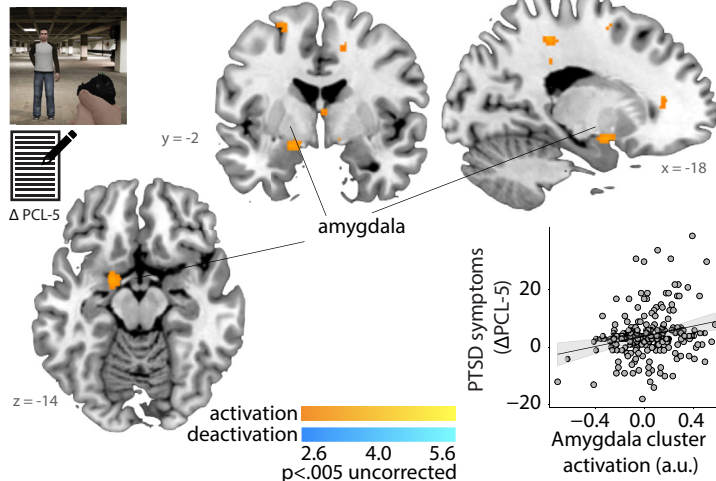 y = -2
x = -18
Δ PCL-5
amygdala
z = -14
activation
deactivation
2.6 4.0 5.6
p<.005 uncorrected
PTSD symptoms
(ΔPCL-5)
20
0
−20
−0.4 0.0 0.4
Amygdala cluster
activation (a.u.)